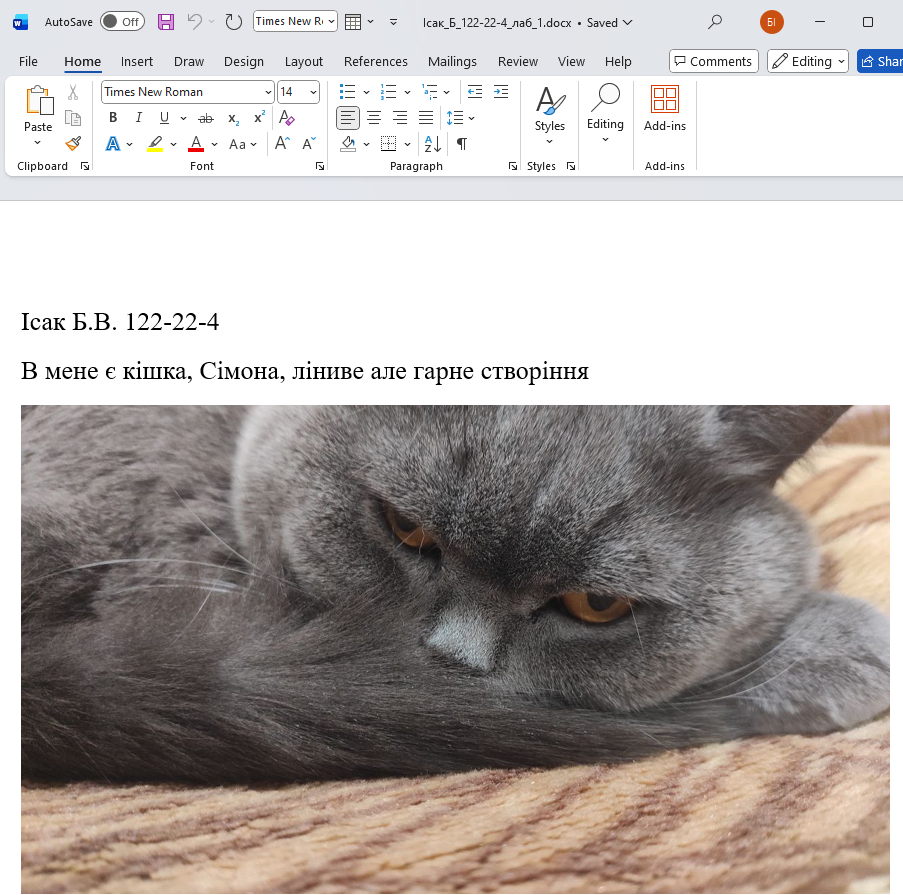 AutoSave Off Times New R Ісак_Б_122-22-4_лаб_1.docx • Saved БІ
File Home Insert Draw Design Layout References Mailings Review View Help Comments Editing Shar
Times New Roman 14
B I U ab x₂ x²
A A Aa A A A Z
Paste Styles Editing Add-ins
Clipboard Font Paragraph Styles Add-ins
Ісак Б.В. 122-22-4
В мене є кішка, Сімона, ліниве але гарне створіння